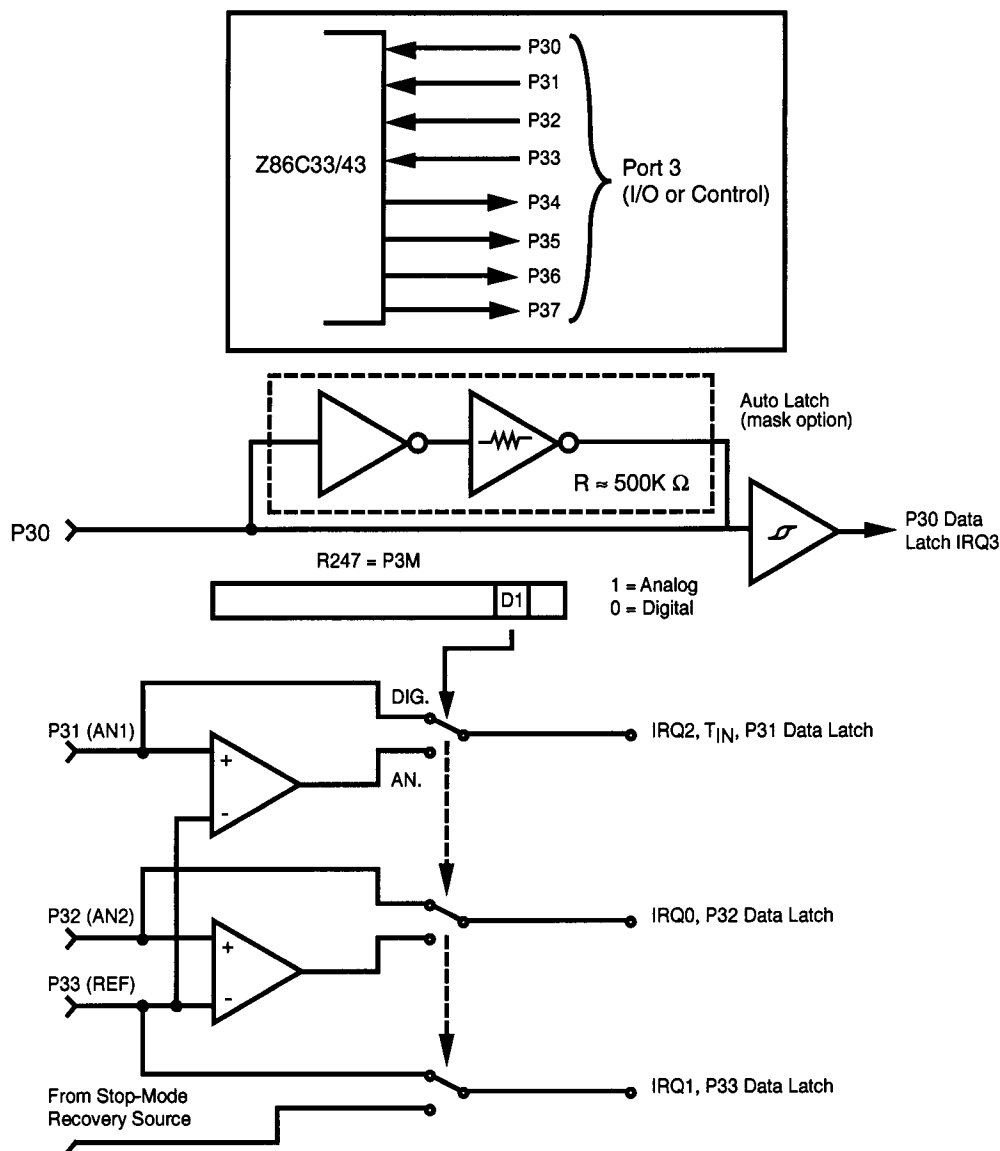 Z86C33/43
P30
P31
P32
P33
P34
P35
P36
P37
Port 3
(I/O or Control)
Auto Latch
(mask option)
R ≈ 500K Ω
P30
P30 Data
Latch IRQ3
R247 = P3M
D1
1 = Analog
0 = Digital
DIG.
P31 (AN1)
+
-
AN.
IRQ2, TIN, P31 Data Latch
P32 (AN2)
+
-
IRQ0, P32 Data Latch
P33 (REF)
From Stop-Mode
Recovery Source
IRQ1, P33 Data Latch